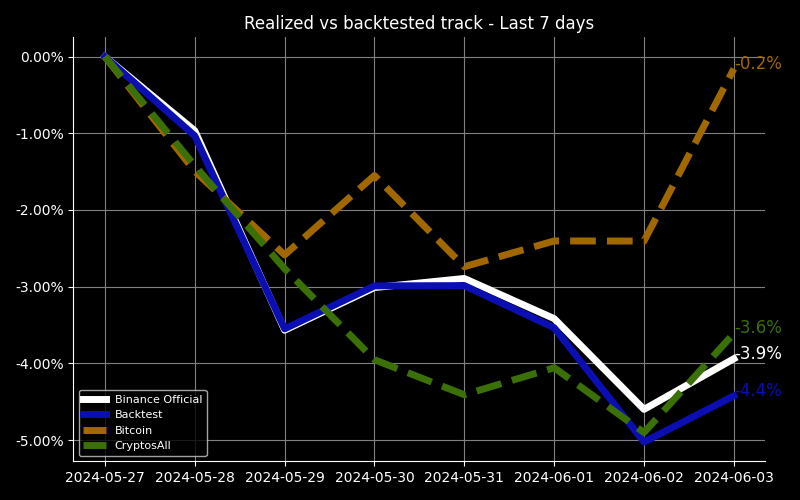 Realized vs backtested track - Last 7 days
0.00%
-1.00%
-2.00%
-3.00%
-4.00%
-5.00%
-0.2%
-3.6%
-3.9%
-4.4%
Binance Official
Backtest
Bitcoin
CryptosAll
2024-05-27 2024-05-28 2024-05-29 2024-05-30 2024-05-31 2024-06-01 2024-06-02 2024-06-03